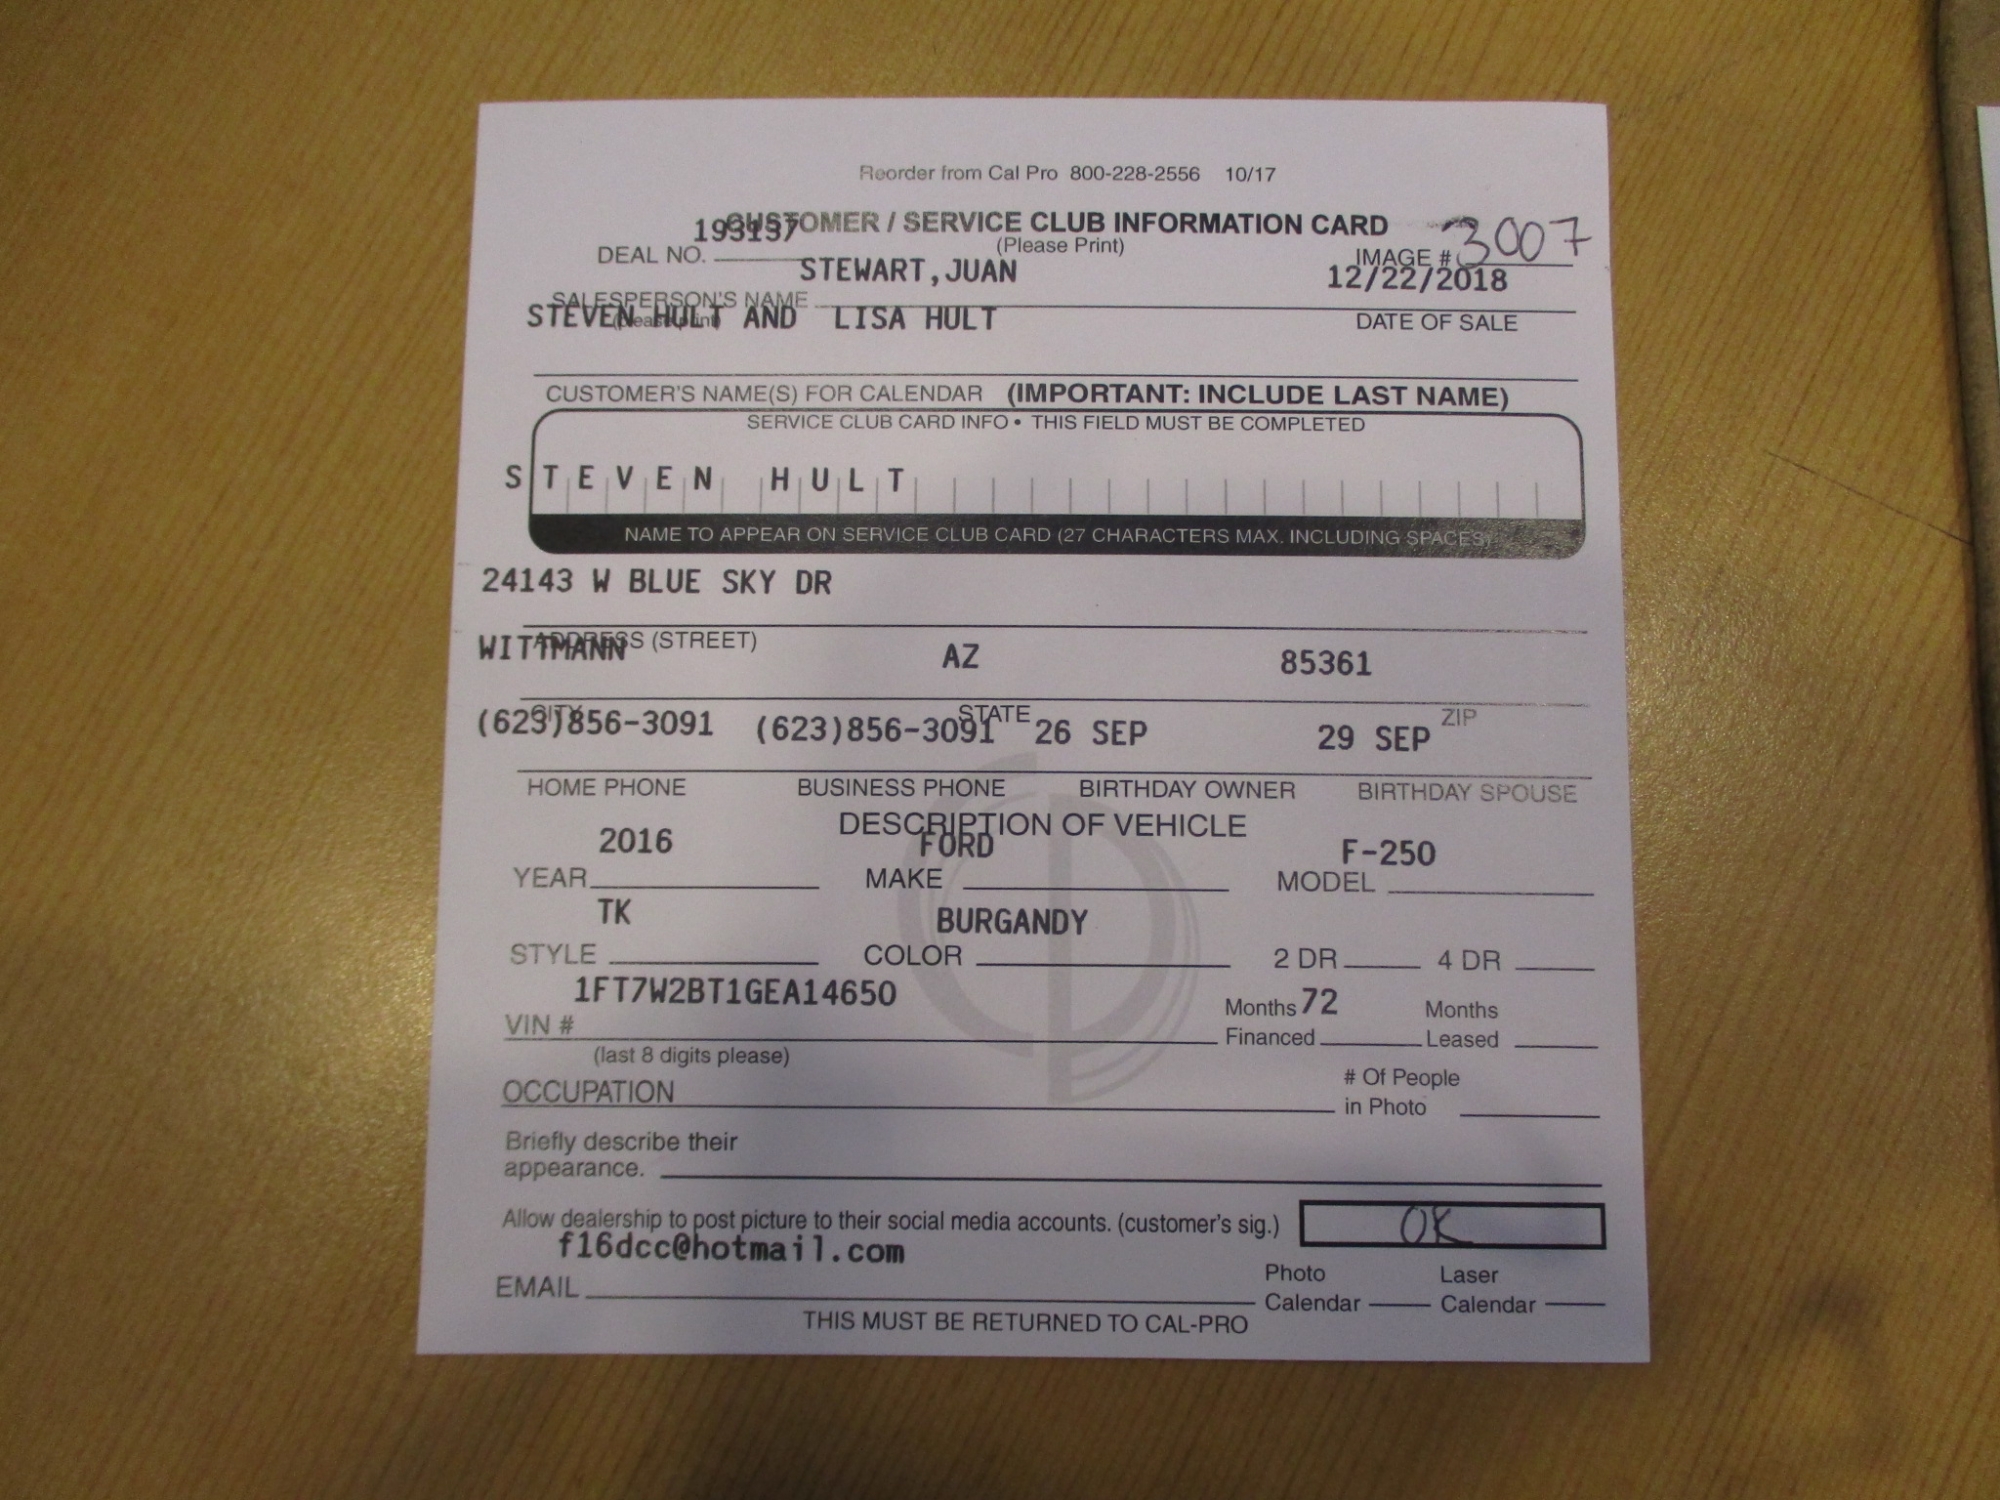 Reorder from Cal Pro 800-228-2556 10/17
CUSTOMER / SERVICE CLUB INFORMATION CARD
(Please Print)
DEAL NO. 193137
IMAGE # 3007
STEWART,JUAN
12/22/2018
SALESPERSON'S NAME
(please print)
DATE OF SALE
STEVEN HULT AND LISA HULT
CUSTOMER'S NAME(S) FOR CALENDAR (IMPORTANT: INCLUDE LAST NAME)
SERVICE CLUB CARD INFO • THIS FIELD MUST BE COMPLETED
STEVEN HULT
NAME TO APPEAR ON SERVICE CLUB CARD (27 CHARACTERS MAX. INCLUDING SPACES)
24143 W BLUE SKY DR
ADDRESS (STREET)
WITTMANN AZ 85361
CITY STATE ZIP
(623)856-3091 (623)856-3091 26 SEP 29 SEP
HOME PHONE BUSINESS PHONE BIRTHDAY OWNER BIRTHDAY SPOUSE
DESCRIPTION OF VEHICLE
2016 FORD F-250
YEAR MAKE MODEL
TK BURGANDY
STYLE COLOR 2 DR 4 DR
1FT7W2BT1GEA14650
VIN #
(last 8 digits please)
Months Financed 72
Months Leased
OCCUPATION
# Of People
in Photo
Briefly describe their
appearance.
Allow dealership to post picture to their social media accounts. (customer's sig.) OK
f16dcc@hotmail.com
EMAIL
Photo Calendar
Laser Calendar
THIS MUST BE RETURNED TO CAL-PRO